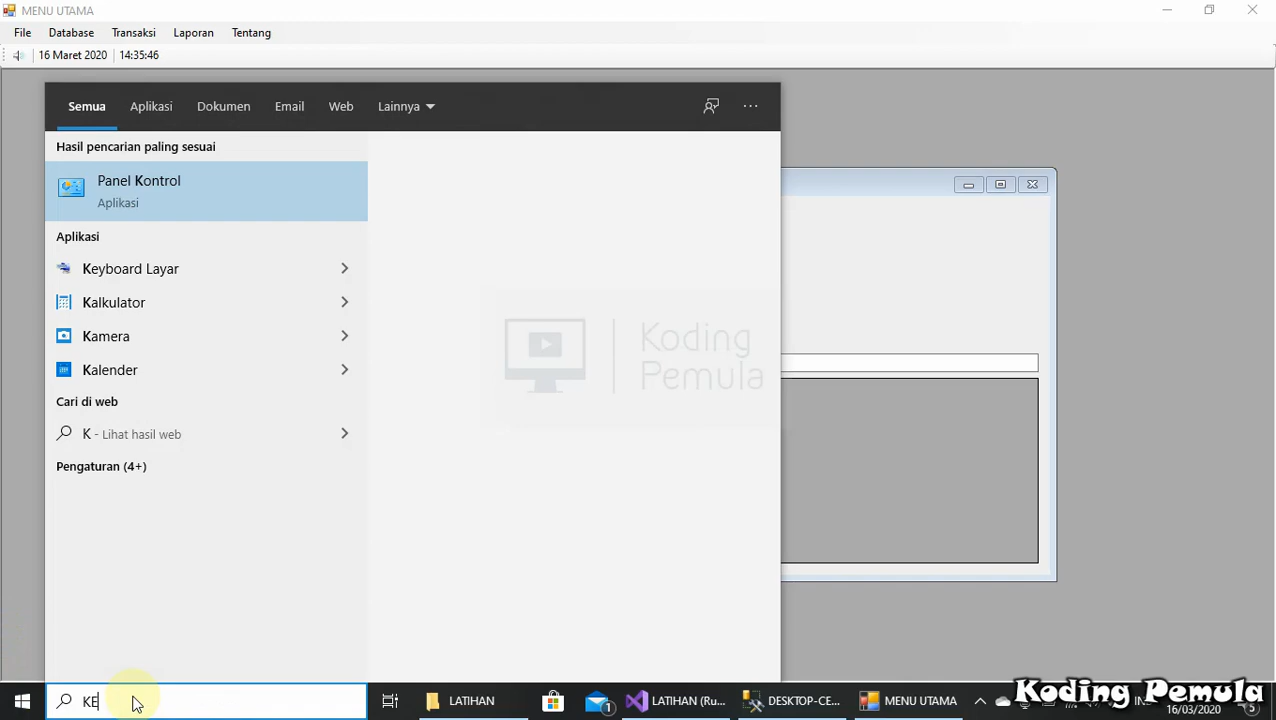 MENU UTAMA
File Database Transaksi Laporan Tentang
16 Maret 2020 14:35:46
Semua Aplikasi Dokumen Email Web Lainnya
Hasil pencarian paling sesuai
Panel Kontrol
Aplikasi
Aplikasi
Keyboard Layar
Kalkulator
Kamera
Kalender
Cari di web
K - Lihat hasil web
Pengaturan (4+)
Koding
Pemula
KE
LATIHAN
1
LATIHAN (Ru...
DESKTOP-CE...
MENU UTAMA
Koding Pemula
16/03/2020
5